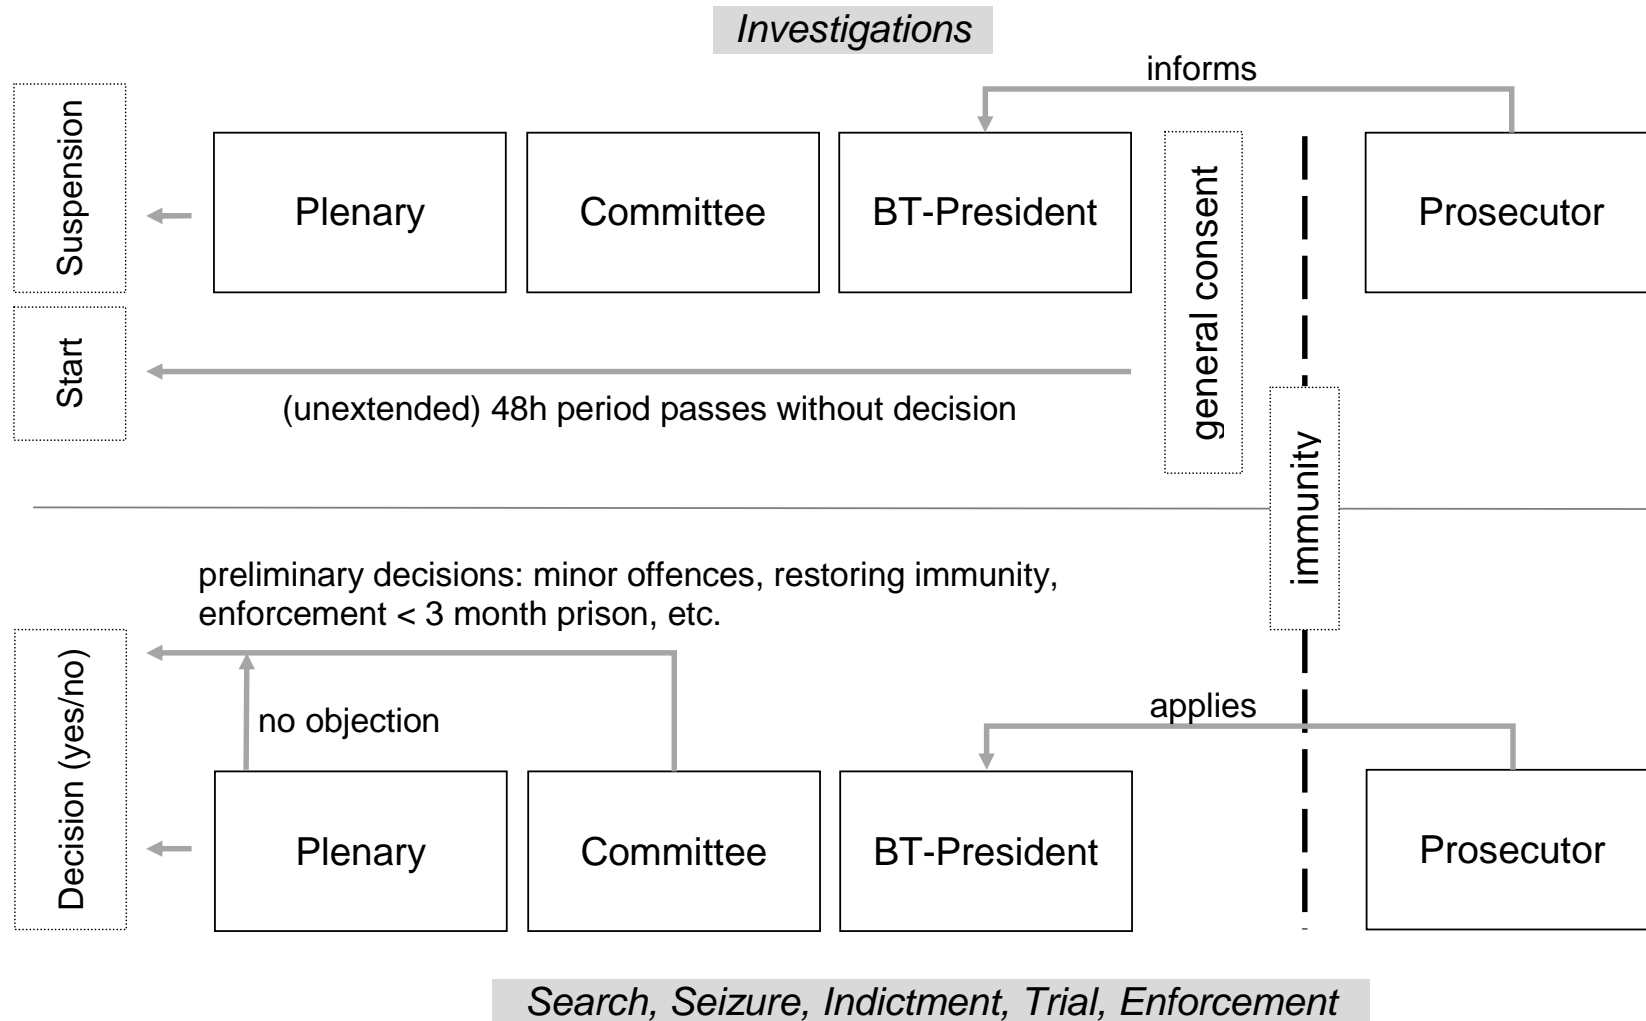 Investigations
informs
Suspension
Plenary
Committee
BT-President
general consent
Prosecutor
Start
(unextended) 48h period passes without decision
immunity
preliminary decisions: minor offences, restoring immunity,
enforcement < 3 month prison, etc.
Decision (yes/no)
no objection
applies
Plenary
Committee
BT-President
Prosecutor
Search, Seizure, Indictment, Trial, Enforcement